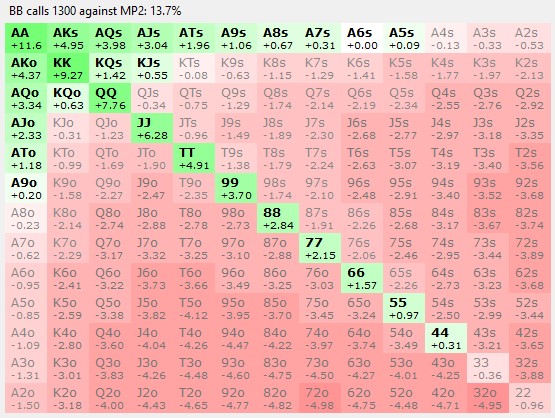 BB calls 1300 against MP2: 13.7%
AA AKs AQs AJs ATs A9s A8s A7s A6s A5s A4s A3s A2s
+11.6 +4.95 +3.98 +3.04 +1.96 +1.06 +0.67 +0.31 +0.00 +0.09 -0.13 -0.33 -0.53
AKo KK KQs KJs KTs K9s K8s K7s K6s K5s K4s K3s K2s
+4.37 +9.27 +1.42 +0.55 -0.08 -0.63 -1.15 -1.29 -1.41 -1.58 -1.77 -1.97 -2.13
AQo KQo QQ QJs QTs Q9s Q8s Q7s Q6s Q5s Q4s Q3s Q2s
+3.34 +0.63 +7.76 -0.34 -0.75 -1.29 -1.74 -2.14 -2.19 -2.34 -2.55 -2.76 -2.92
AJo KJo QJo JJ JTs J9s J8s J7s J6s J5s J4s J3s J2s
+2.33 -0.31 -1.23 +6.28 -0.96 -1.49 -1.89 -2.30 -2.68 -2.77 -2.97 -3.18 -3.35
ATo KTo QTo JTo TT T9s T8s T7s T6s T5s T4s T3s T2s
+1.18 -0.99 -1.69 -1.90 +4.91 -1.38 -1.79 -2.24 -2.63 -3.07 -3.19 -3.40 -3.56
A9o K9o Q9o J9o T9o 99 98s 97s 96s 95s 94s 93s 92s
+0.20 -1.58 -2.27 -2.47 -2.35 +3.70 -1.74 -2.10 -2.48 -2.91 -3.40 -3.52 -3.68
A8o K8o Q8o J8o T8o 98o 88 87s 86s 85s 84s 83s 82s
-0.23 -2.14 -2.74 -2.88 -2.78 -2.73 +2.84 -1.91 -2.26 -2.68 -3.17 -3.67 -3.74
A7o K7o Q7o J7o T7o 97o 87o 77 76s 75s 74s 73s 72s
-0.62 -2.29 -3.17 -3.32 -3.25 -3.10 -2.88 +2.15 -2.06 -2.46 -2.95 -3.44 -3.89
A6o K6o Q6o J6o T6o 96o 86o 76o 66 65s 64s 63s 62s
-0.95 -2.41 -3.22 -3.73 -3.66 -3.49 -3.25 -3.03 +1.57 -2.26 -2.73 -3.23 -3.68
A5o K5o Q5o J5o T5o 95o 85o 75o 65o 55 54s 53s 52s
-0.85 -2.59 -3.38 -3.82 -4.12 -3.95 -3.70 -3.45 -3.24 +0.97 -2.50 -2.99 -3.44
A4o K4o Q4o J4o T4o 94o 84o 74o 64o 54o 44 43s 42s
-1.09 -2.80 -3.60 -4.04 -4.26 -4.47 -4.22 -3.97 -3.74 -3.49 +0.31 -3.21 -3.65
A3o K3o Q3o J3o T3o 93o 83o 73o 63o 53o 43o 33 32s
-1.31 -3.01 -3.83 -4.26 -4.48 -4.60 -4.75 -4.50 -4.27 -4.01 -4.25 -0.36 -3.88
A2o K2o Q2o J2o T2o 92o 82o 72o 62o 52o 42o 32o 22
-1.50 -3.18 -4.00 -4.43 -4.65 -4.77 -4.82 -4.98 -4.75 -4.48 -4.71 -4.95 -0.96